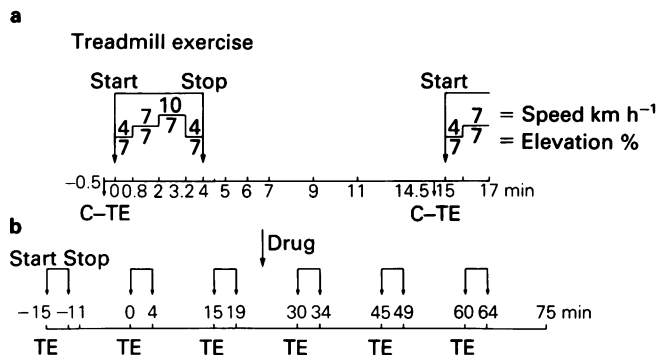 a
Treadmill exercise
Start Stop Start
4 7 10 4 4 7 = Speed km h⁻¹
7 7 7 7 7 7 = Elevation %
−0.5 0 0.8 2 3.2 4 5 6 7 9 11 14.5 15 17 min
C–TE C–TE
b
Drug
Start Stop
−15 −11 0 4 15 19 30 34 45 49 60 64 75 min
TE TE TE TE TE TE